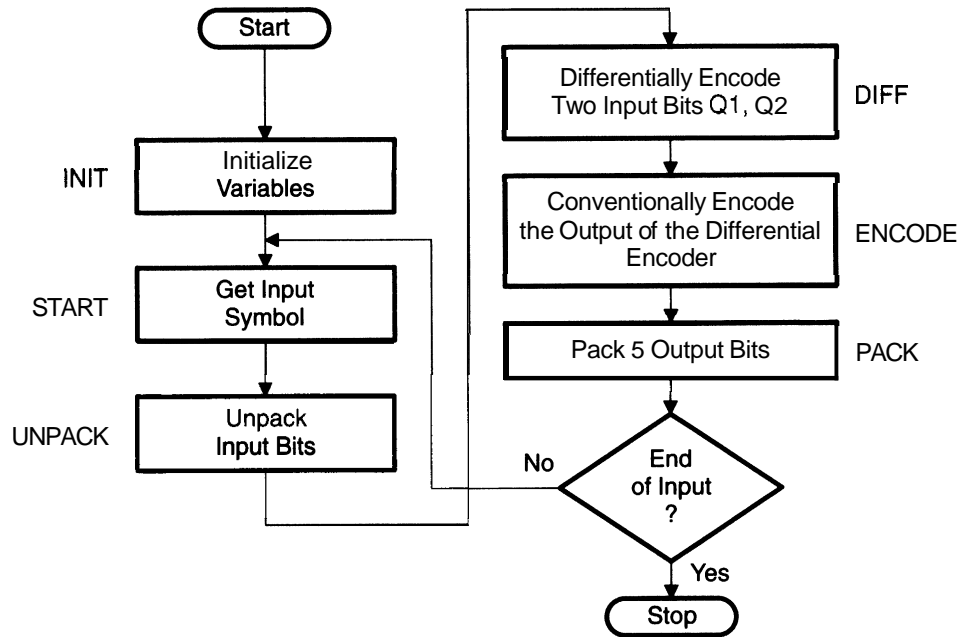 Start
INIT
Initialize
Variables
START
Get Input
Symbol
UNPACK
Unpack
Input Bits
Differentially Encode
Two Input Bits Q1, Q2
DIFF
Conventionally Encode
the Output of the Differential
Encoder
ENCODE
Pack 5 Output Bits
PACK
No
End
of Input
?
Yes
Stop